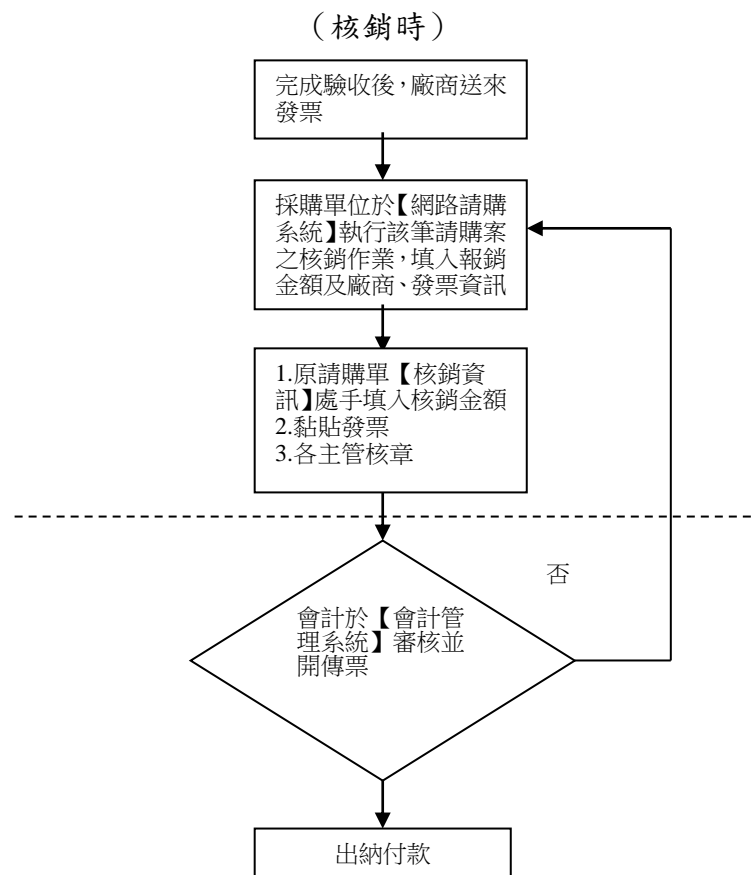 （核銷時）
完成驗收後，廠商送來
發票
採購單位於【網路請購
系統】執行該筆請購案
之核銷作業，填入報銷
金額及廠商、發票資訊
1.原請購單【核銷資
訊】處手填入核銷金額
2.黏貼發票
3.各主管核章
否
會計於【會計管
理系統】審核並
開傳票
出納付款